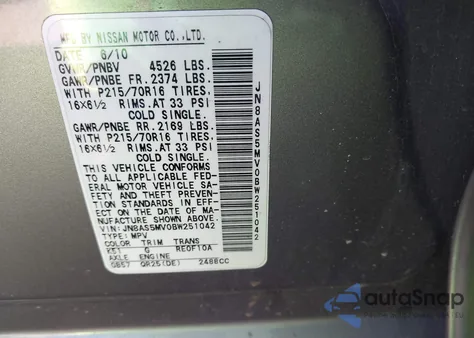 MFG BY NISSAN MOTOR CO., LTD.
DATE 6/10
GVWR/PNBV 4526 LBS.
GAWR/PNBE FR. 2374 LBS.
WITH P215/70R16 TIRES.
16X6½ RIMS.AT 33 PSI
COLD SINGLE.
GAWR/PNBE RR. 2169 LBS.
WITH P215/70R16 TIRES.
16X6½ RIMS.AT 33 PSI
COLD SINGLE.
THIS VEHICLE CONFORMS
TO ALL APPLICABLE FED-
ERAL MOTOR VEHICLE SA-
FETY AND THEFT PREVEN-
TION STANDARDS IN EFF-
ECT ON THE DATE OF MA-
NUFACTURE SHOWN ABOVE.
VIN: JN8AS5MV0BW251042
TYPE: MPV
COLOR TRIM TRANS
G RE0F10A
AXLE ENGINE
GB57 QR25(DE) 2488CC
JN8AS5MV0BW251042
autoSnap